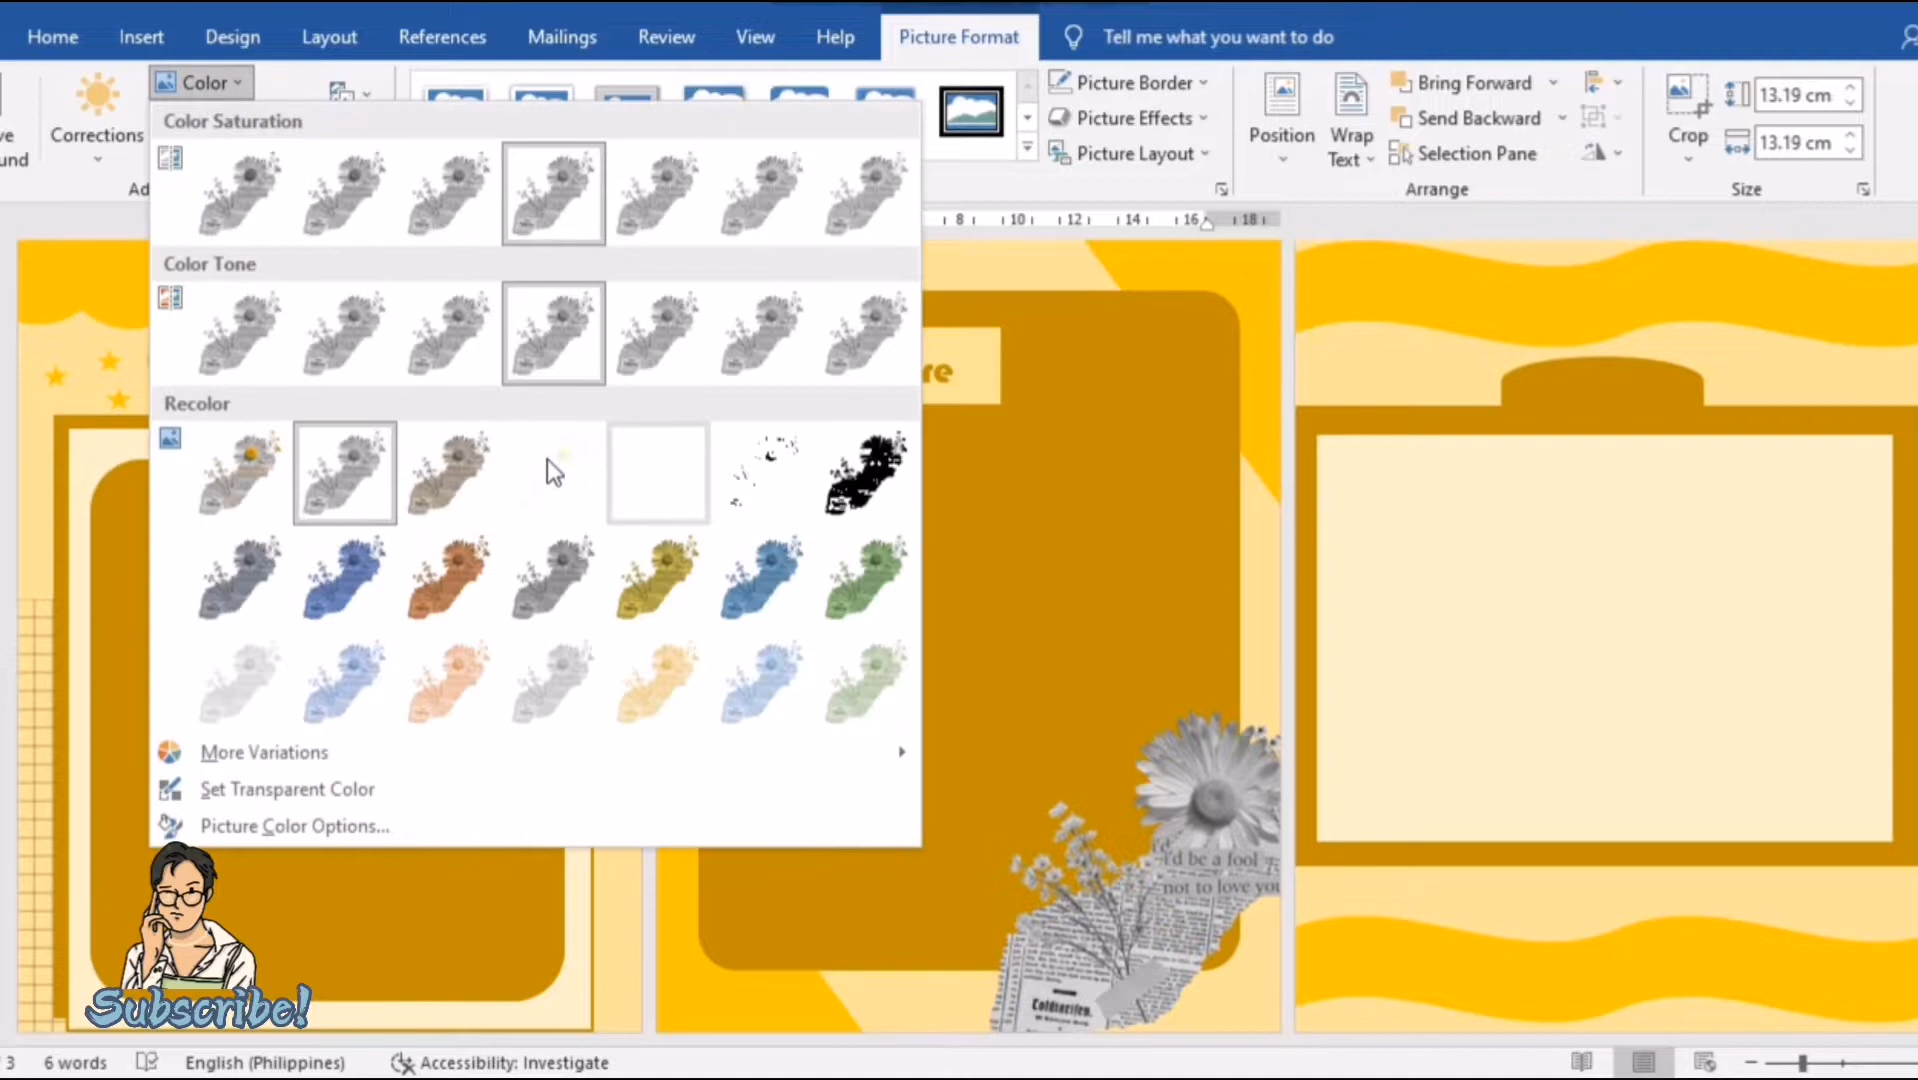 Home Insert Design Layout References Mailings Review View Help Picture Format Tell me what you want to do
Color
Corrections
Picture Border
Picture Effects
Picture Layout
Position
Wrap
Text
Bring Forward
Send Backward
Selection Pane
Arrange
Crop
13.19 cm
13.19 cm
Size
8 10 12 14 16 18
Color Saturation
Color Tone
Recolor
More Variations
Set Transparent Color
Picture Color Options...
re
I'd be a fool
not to love you
Subscribe!
3 6 words English (Philippines) Accessibility: Investigate